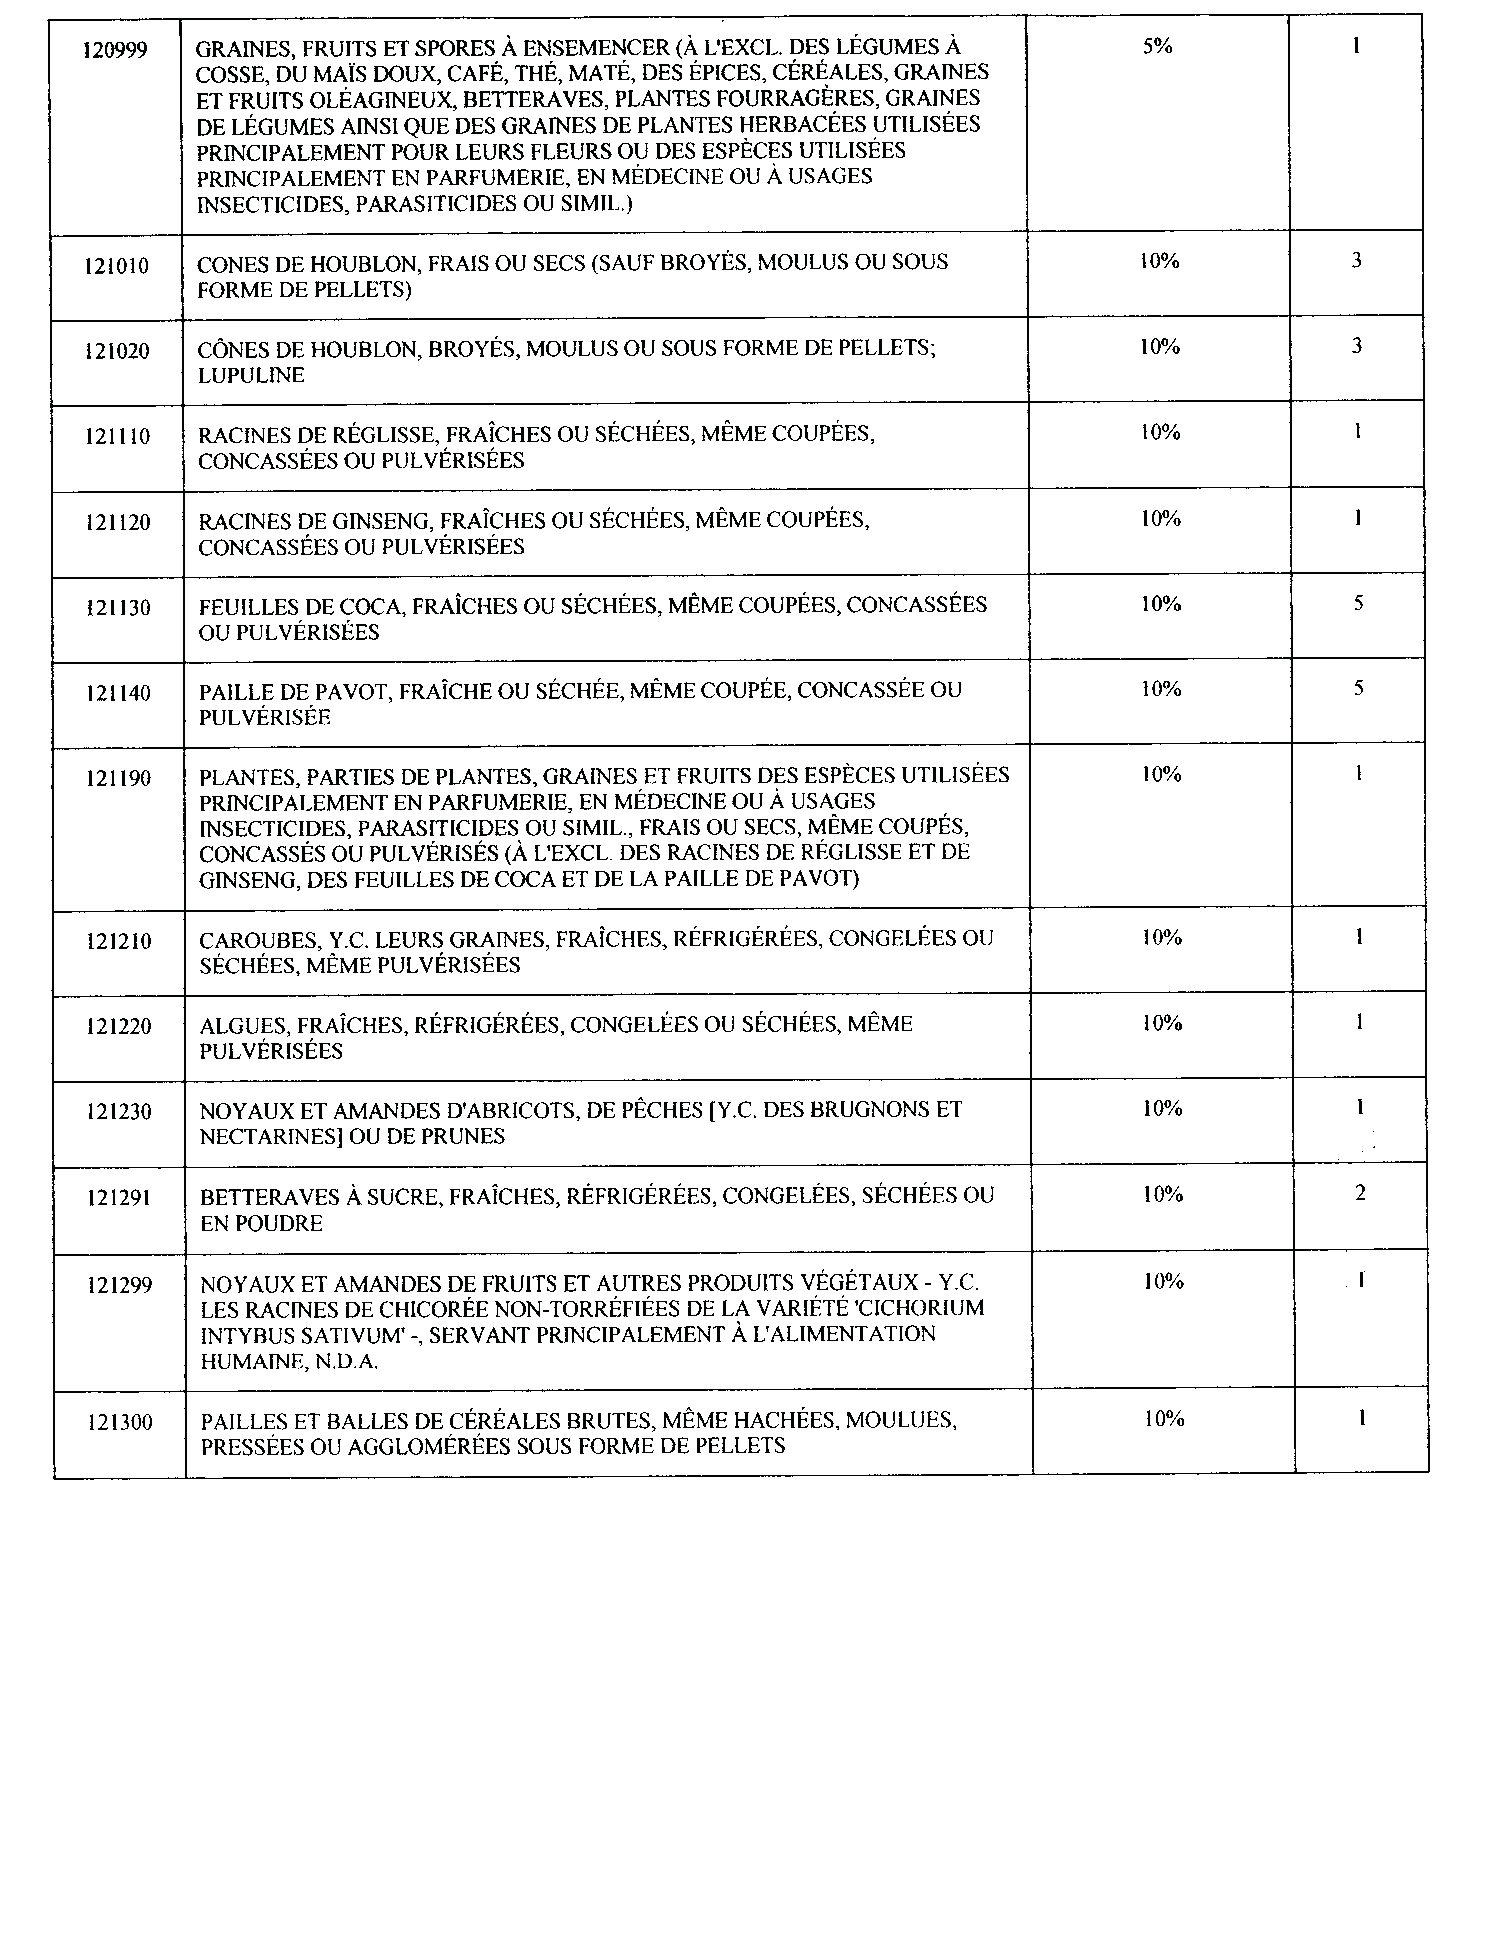 120999 GRAINES, FRUITS ET SPORES À ENSEMENCER (À L'EXCL. DES LÉGUMES À 5% 1
COSSE, DU MAÏS DOUX, CAFÉ, THÉ, MATÉ, DES ÉPICES, CÉRÉALES, GRAINES
ET FRUITS OLÉAGINEUX, BETTERAVES, PLANTES FOURRAGÈRES, GRAINES
DE LÉGUMES AINSI QUE DES GRAINES DE PLANTES HERBACÉES UTILISÉES
PRINCIPALEMENT POUR LEURS FLEURS OU DES ESPÈCES UTILISÉES
PRINCIPALEMENT EN PARFUMERIE, EN MÉDECINE OU À USAGES
INSECTICIDES, PARASITICIDES OU SIMIL.)
121010 CONES DE HOUBLON, FRAIS OU SECS (SAUF BROYÉS, MOULUS OU SOUS 10% 3
FORME DE PELLETS)
121020 CÔNES DE HOUBLON, BROYÉS, MOULUS OU SOUS FORME DE PELLETS; 10% 3
LUPULINE
121110 RACINES DE RÉGLISSE, FRAÎCHES OU SÉCHÉES, MÊME COUPÉES, 10% 1
CONCASSÉES OU PULVÉRISÉES
121120 RACINES DE GINSENG, FRAÎCHES OU SÉCHÉES, MÊME COUPÉES, 10% 1
CONCASSÉES OU PULVÉRISÉES
121130 FEUILLES DE COCA, FRAÎCHES OU SÉCHÉES, MÊME COUPÉES, CONCASSÉES 10% 5
OU PULVÉRISÉES
121140 PAILLE DE PAVOT, FRAÎCHE OU SÉCHÉE, MÊME COUPÉE, CONCASSÉE OU 10% 5
PULVÉRISÉE
121190 PLANTES, PARTIES DE PLANTES, GRAINES ET FRUITS DES ESPÈCES UTILISÉES 10% 1
PRINCIPALEMENT EN PARFUMERIE, EN MÉDECINE OU À USAGES
INSECTICIDES, PARASITICIDES OU SIMIL., FRAIS OU SECS, MÊME COUPÉS,
CONCASSÉS OU PULVÉRISÉS (À L'EXCL. DES RACINES DE RÉGLISSE ET DE
GINSENG, DES FEUILLES DE COCA ET DE LA PAILLE DE PAVOT)
121210 CAROUBES, Y.C. LEURS GRAINES, FRAÎCHES, RÉFRIGÉRÉES, CONGELÉES OU 10% 1
SÉCHÉES, MÊME PULVÉRISÉES
121220 ALGUES, FRAÎCHES, RÉFRIGÉRÉES, CONGELÉES OU SÉCHÉES, MÊME 10% 1
PULVÉRISÉES
121230 NOYAUX ET AMANDES D'ABRICOTS, DE PÊCHES [Y.C. DES BRUGNONS ET 10% 1
NECTARINES] OU DE PRUNES
121291 BETTERAVES À SUCRE, FRAÎCHES, RÉFRIGÉRÉES, CONGELÉES, SÉCHÉES OU 10% 2
EN POUDRE
121299 NOYAUX ET AMANDES DE FRUITS ET AUTRES PRODUITS VÉGÉTAUX - Y.C. 10% 1
LES RACINES DE CHICORÉE NON-TORRÉFIÉES DE LA VARIÉTÉ 'CICHORIUM
INTYBUS SATIVUM' -, SERVANT PRINCIPALEMENT À L'ALIMENTATION
HUMAINE, N.D.A.
121300 PAILLES ET BALLES DE CÉRÉALES BRUTES, MÊME HACHÉES, MOULUES, 10% 1
PRESSÉES OU AGGLOMÉRÉES SOUS FORME DE PELLETS